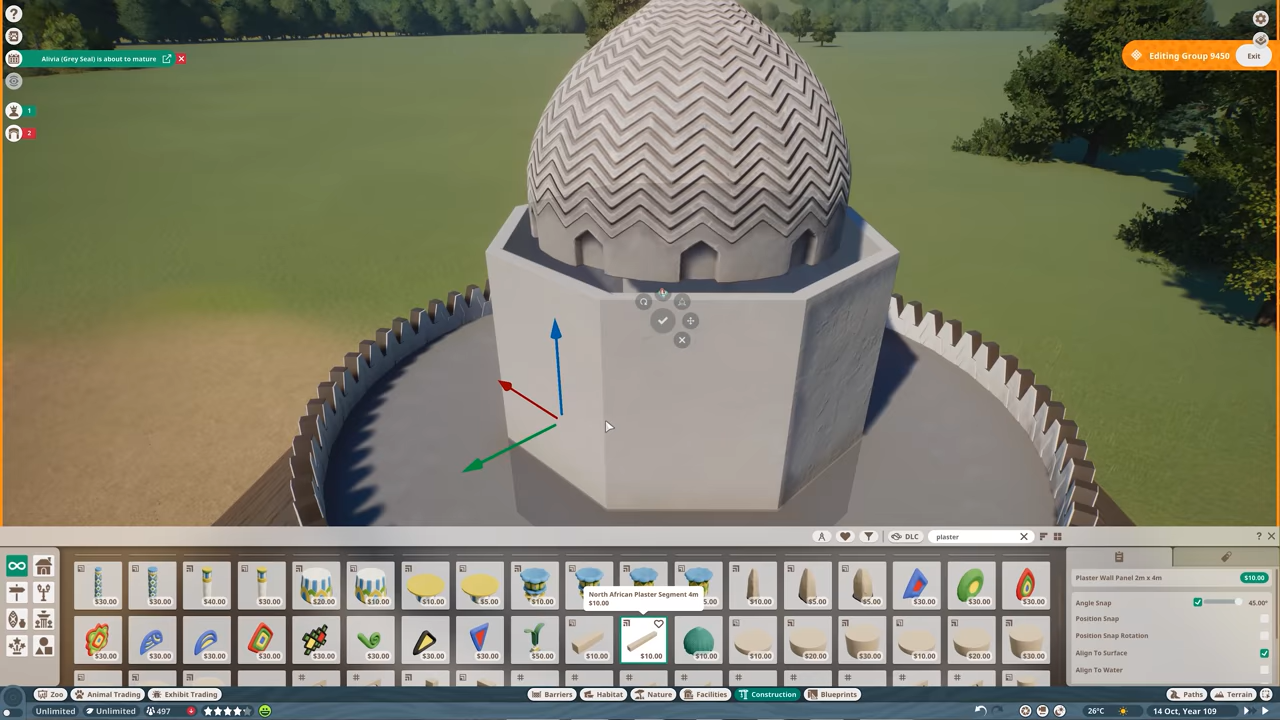 ?
Alivia (Grey Seal) is about to mature
1
2
Editing Group 9450
Exit
DLC
plaster
?
$30.00 $30.00 $40.00 $30.00 $20.00 $10.00 $10.00 $5.00 $10.00 $10.00 $5.00 $5.00 $30.00 $30.00 $30.00
North African Plaster Segment 4m
$10.00
$30.00 $30.00 $30.00 $30.00 $30.00 $30.00 $30.00 $30.00 $50.00 $10.00 $10.00 $10.00 $10.00 $20.00 $30.00 $10.00 $20.00 $30.00
Plaster Wall Panel 2m x 4m $10.00
Angle Snap 45.00°
Position Snap
Position Snap Rotation
Align To Surface
Align To Water
Zoo
Animal Trading
Exhibit Trading
Barriers
Habitat
Nature
Facilities
Construction
Blueprints
Paths
Terrain
Unlimited
Unlimited
497
26°C
14 Oct, Year 109